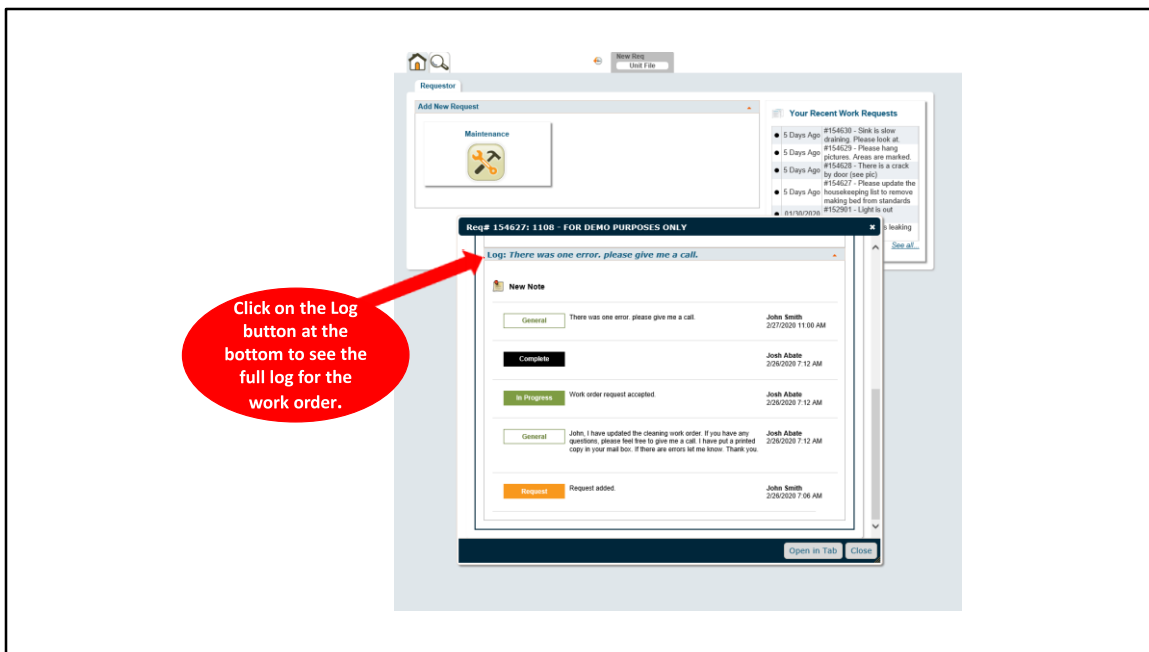 New Req
Unit File
Requestor
Add New Request
Maintenance
Your Recent Work Requests
5 Days Ago
#154630 - Sink is slow
draining. Please look at.
5 Days Ago
#154629 - Please hang
pictures. Areas are marked.
5 Days Ago
#154628 - There is a crack
by door (see pic)
5 Days Ago
#154627 - Please update the
housekeeping list to remove
making bed from standards
01/30/2020
#152901 - Light is out
s leaking
See all...
Req# 154627: 1108 - FOR DEMO PURPOSES ONLY
Log: There was one error. please give me a call.
New Note
General
There was one error. please give me a call.
John Smith
2/27/2020 11:00 AM
Complete
Josh Abate
2/26/2020 7:12 AM
In Progress
Work order request accepted.
Josh Abate
2/26/2020 7:12 AM
General
John, I have updated the cleaning work order. If you have any
questions, please feel free to give me a call. I have put a printed
copy in your mail box. If there are errors let me know. Thank you.
Josh Abate
2/26/2020 7:12 AM
Request
Request added.
John Smith
2/26/2020 7:06 AM
Open in Tab
Close
Click on the Log
button at the
bottom to see the
full log for the
work order.